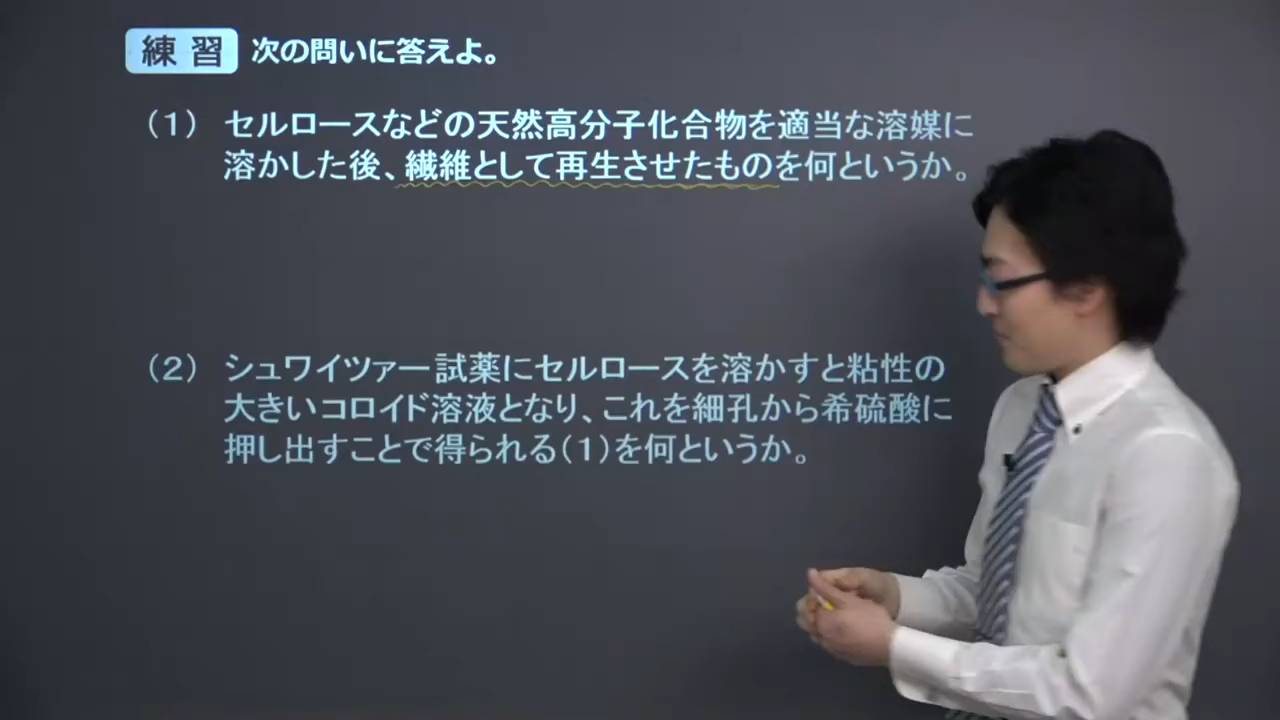 練習 次の問いに答えよ。
（１） セルロースなどの天然高分子化合物を適当な溶媒に
溶かした後、繊維として再生させたものを何というか。
（２） シュワイツァー試薬にセルロースを溶かすと粘性の
大きいコロイド溶液となり、これを細孔から希硫酸に
押し出すことで得られる（１）を何というか。